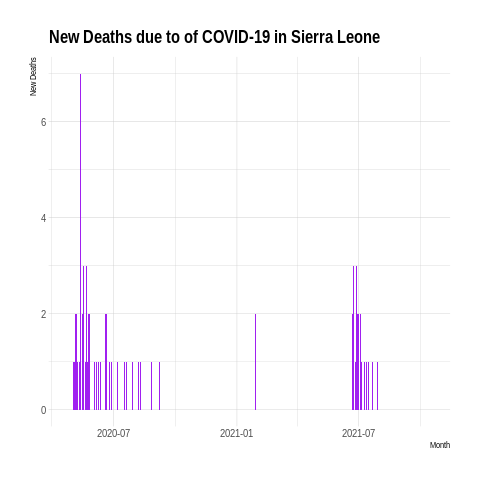 New Deaths due to of COVID-19 in Sierra Leone
New Deaths
6
4
2
0
2020-07 2021-01 2021-07
Month